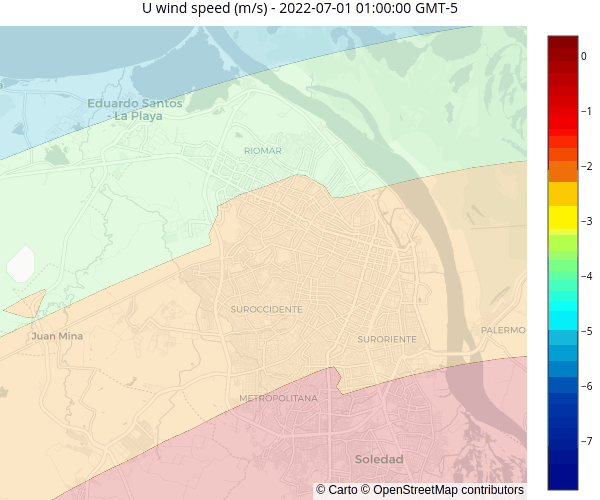 U wind speed (m/s) - 2022-07-01 01:00:00 GMT-5
Eduardo Santos
- La Playa
RIOMAR
SUROCCIDENTE
Juan Mina
SURORIENTE
PALERMO
METROPOLITANA
Soledad
© Carto © OpenStreetMap contributors
0
−1
−2
−3
−4
−5
−6
−7